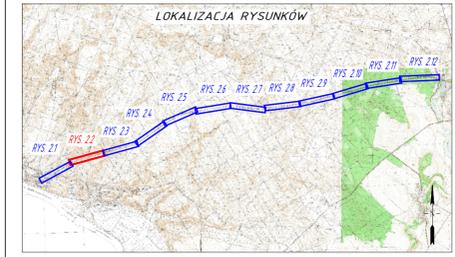 LOKALIZACJA RYSUNKÓW
RYS. 2.1
RYS. 2.2
RYS. 2.3
RYS. 2.4
RYS. 2.5
RYS. 2.6
RYS. 2.7
RYS. 2.8
RYS. 2.9
RYS. 2.10
RYS. 2.11
RYS. 2.12